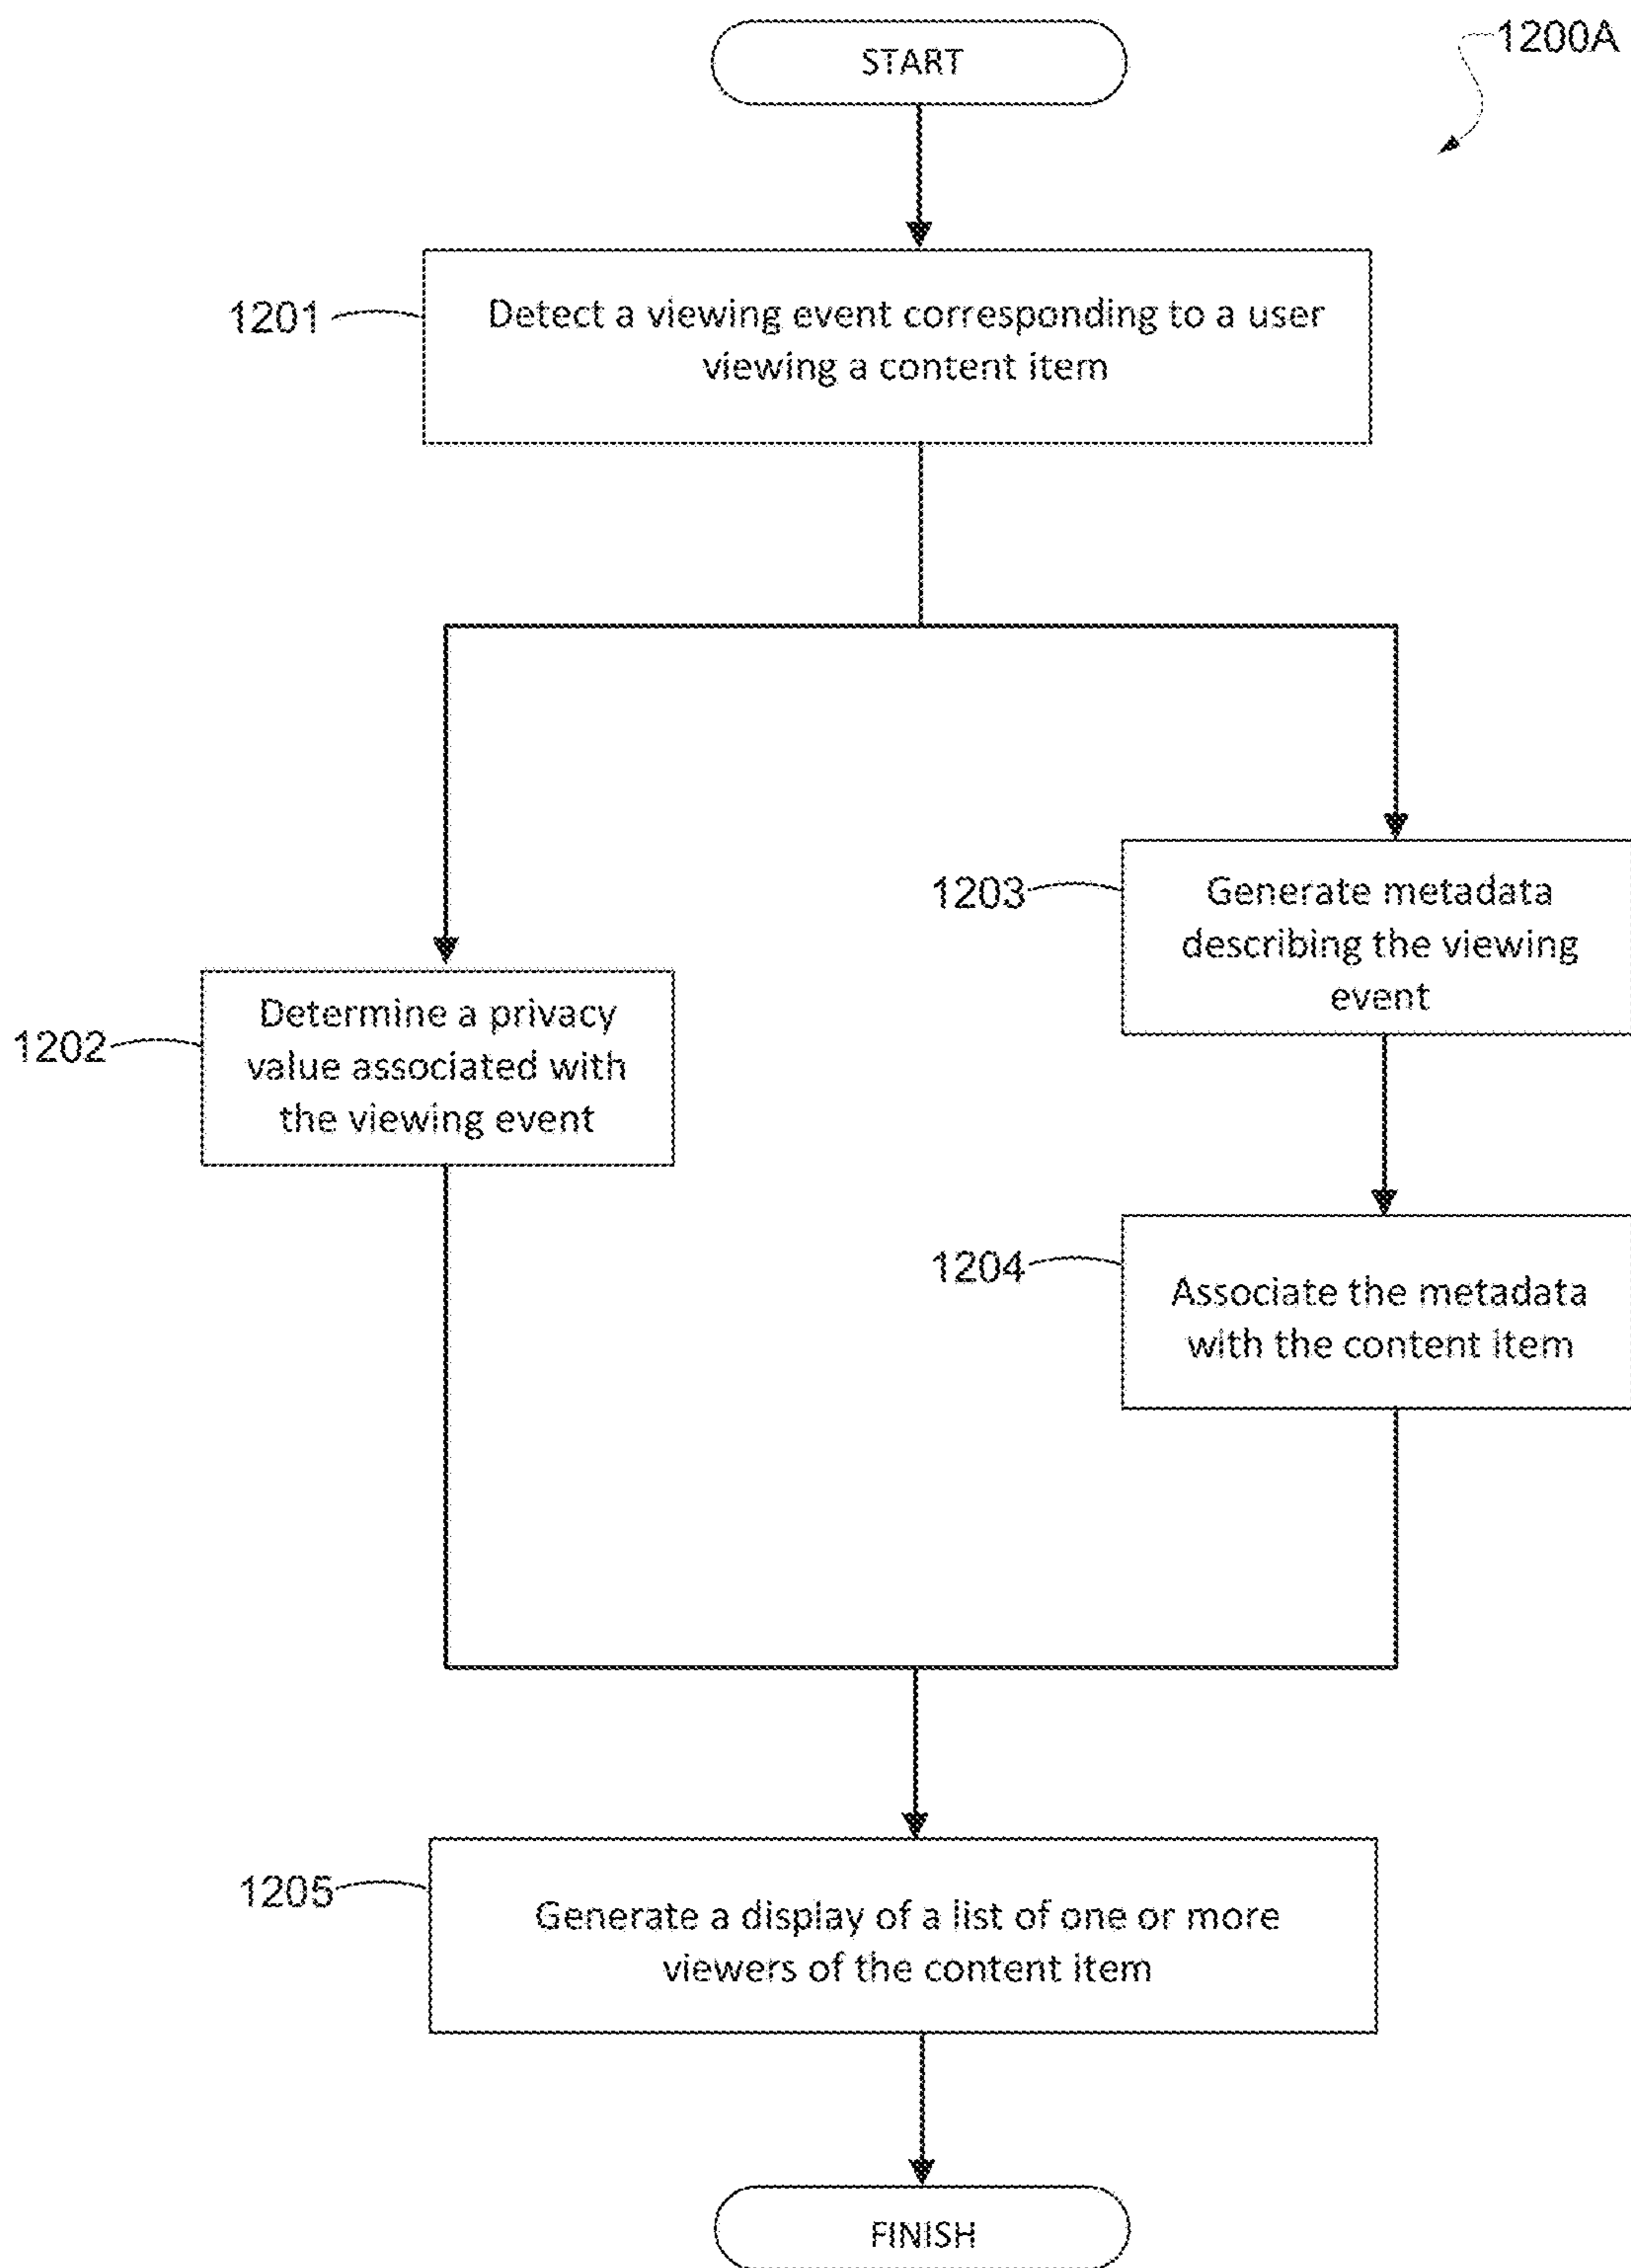 1200A
START
1201
Detect a viewing event corresponding to a user
viewing a content item
1203
Generate metadata
describing the viewing
event
1202
Determine a privacy
value associated with
the viewing event
1204
Associate the metadata
with the content item
1205
Generate a display of a list of one or more
viewers of the content item
FINISH